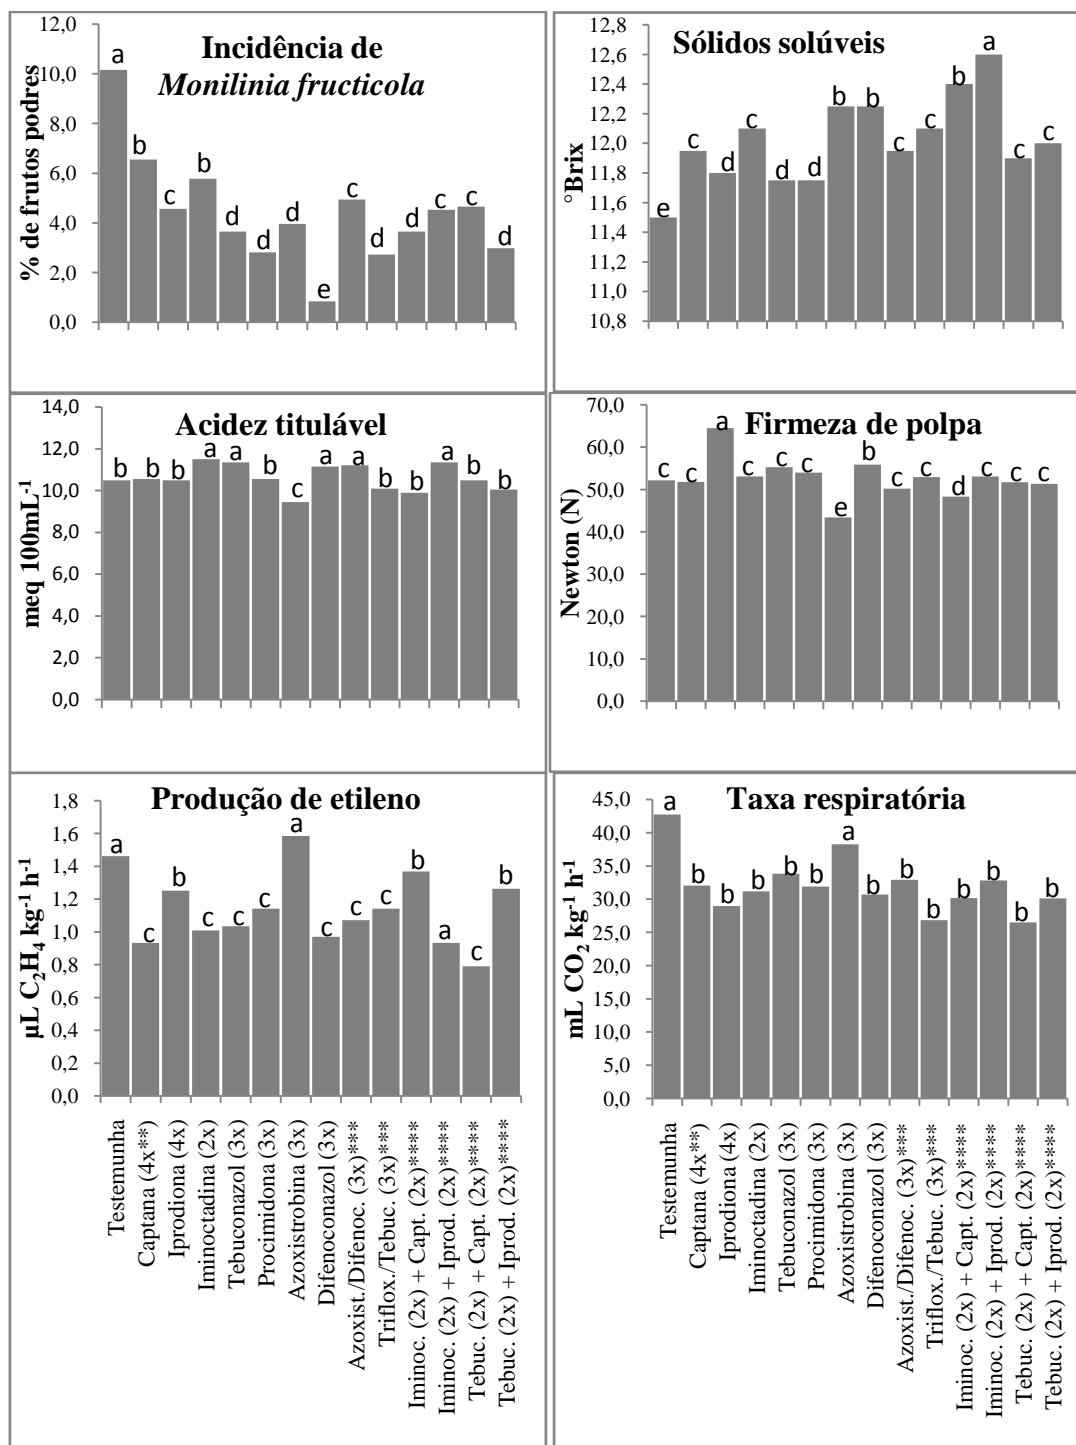 Incidência de
Monilinia fructicola
% de frutos podres
12,0
10,0
8,0
6,0
4,0
2,0
0,0
a b c b d d d e c d d c c d
Sólidos solúveis
°Brix
12,8
12,6
12,4
12,2
12,0
11,8
11,6
11,4
11,2
11,0
10,8
e c d c d d b b c c b a c c
Acidez titulável
meq 100mL-1
14,0
12,0
10,0
8,0
6,0
4,0
2,0
0,0
b b b a a b c a a b b a b b
Firmeza de polpa
Newton (N)
70,0
60,0
50,0
40,0
30,0
20,0
10,0
0,0
c c a c c c e b c c d c c c
Produção de etileno
µL C2H4 kg-1 h-1
1,8
1,6
1,4
1,2
1,0
0,8
0,6
0,4
0,2
0,0
a c b c c c a c c c b a c b
Testemunha
Captana (4x**)
Iprodiona (4x)
Iminoctadina (2x)
Tebuconazol (3x)
Procimidona (3x)
Azoxistrobina (3x)
Difenoconazol (3x)
Azoxist./Difenoc. (3x)***
Triflox./Tebuc. (3x)***
Iminoc. (2x) + Capt. (2x)****
Iminoc. (2x) + Iprod. (2x)****
Tebuc. (2x) + Capt. (2x)****
Tebuc. (2x) + Iprod. (2x)****
Taxa respiratória
mL CO2 kg-1 h-1
45,0
40,0
35,0
30,0
25,0
20,0
15,0
10,0
5,0
0,0
a b b b b b a b b b b b b b
Testemunha
Captana (4x**)
Iprodiona (4x)
Iminoctadina (2x)
Tebuconazol (3x)
Procimidona (3x)
Azoxistrobina (3x)
Difenoconazol (3x)
Azoxist./Difenoc. (3x)***
Triflox./Tebuc. (3x)***
Iminoc. (2x) + Capt. (2x)****
Iminoc. (2x) + Iprod. (2x)****
Tebuc. (2x) + Capt. (2x)****
Tebuc. (2x) + Iprod. (2x)****